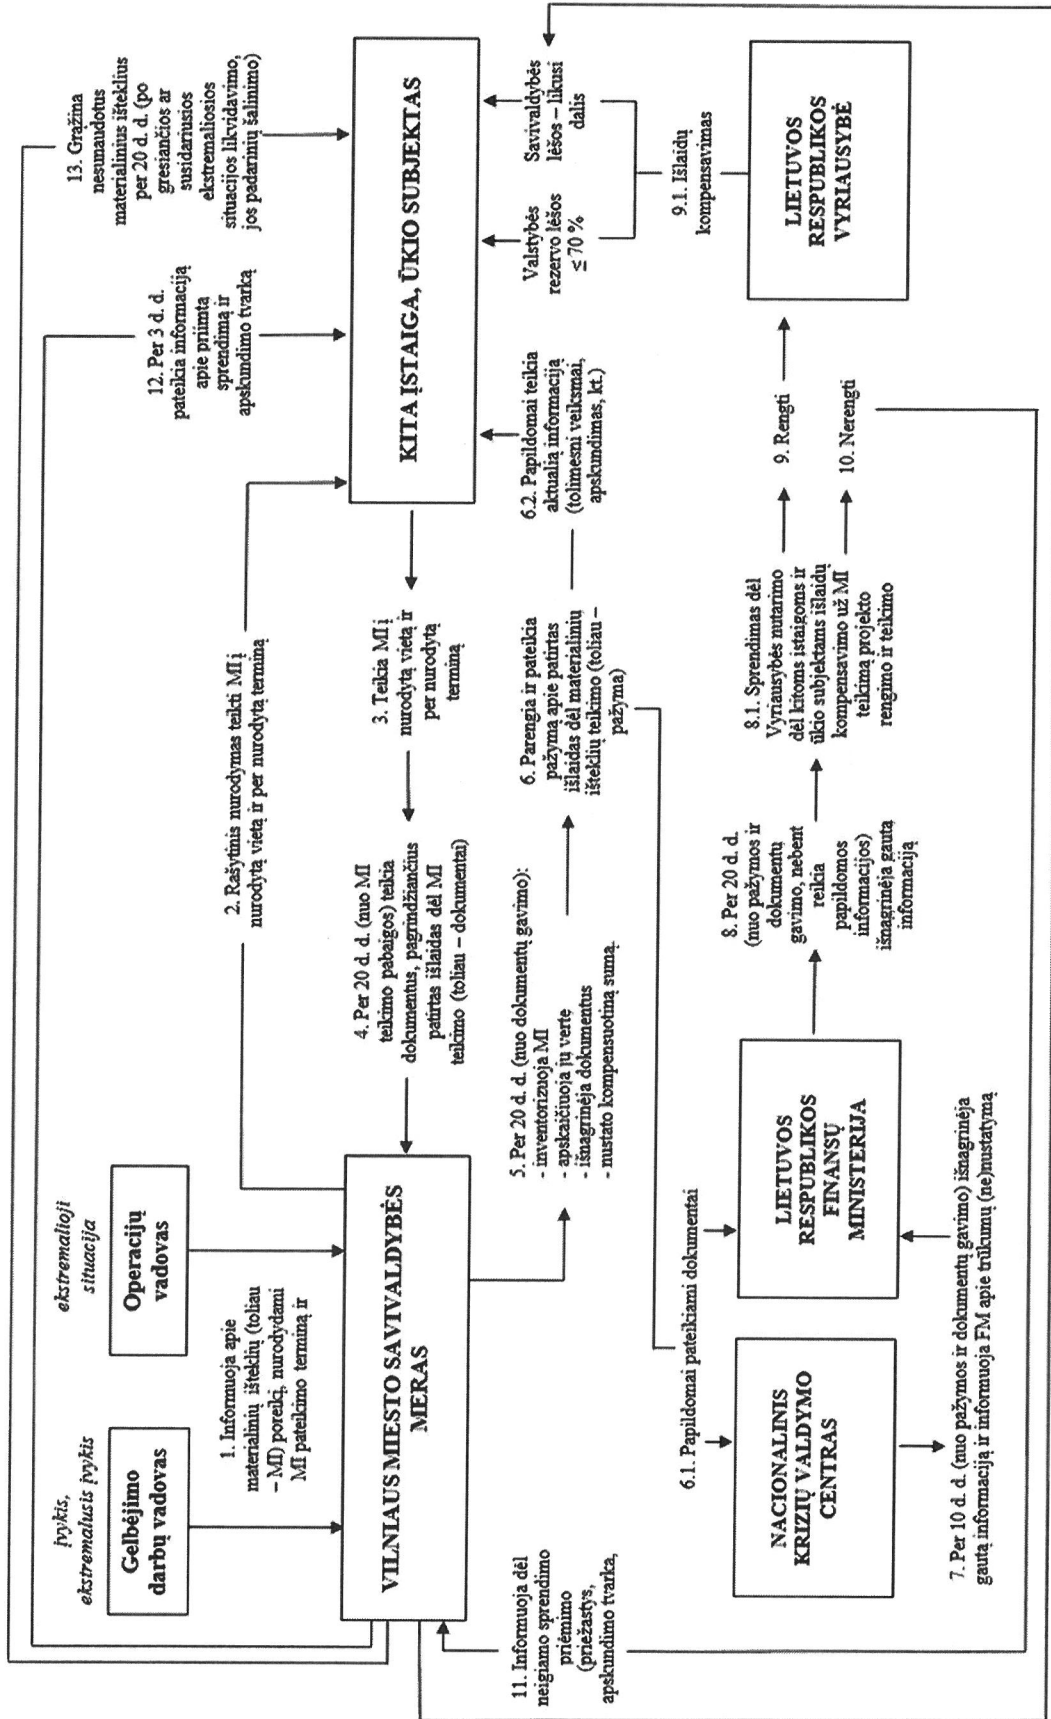 įvykis,
ekstremalusis įvykis
Gelbėjimo
darbų vadovas
ekstremalioji
situacija
Operacijų
vadovas
1. Informuoja apie
materialinių išteklių (toliau
– MI) poreikį, nurodydami
MI pateikimo terminą ir
VILNIAUS MIESTO SAVIVALDYBĖS
MERAS
2. Rašytinis nurodymas teikti MI į
nurodytą vietą ir per nurodytą terminą
12. Per 3 d. d.
pateikia informaciją
apie priimtą
sprendimą ir
apskundimo tvarką
13. Gražina
nesunaudotus
materialinius išteklius
per 20 d. d. (po
gresiančios ar
susidariusios
ekstremaliosios
situacijos likvidavimo,
jos padarinių šalinimo)
4. Per 20 d. d. (nuo MI
teikimo pabaigos) teikia
dokumentus, pagrindžiančius
patirtas išlaidas dėl MI
teikimo (toliau – dokumentai)
3. Teikia MI į
nurodytą vietą ir
per nurodytą
terminą
KITA ĮSTAIGA, ŪKIO SUBJEKTAS
11. Informuoja dėl
neigiamo sprendimo
priėmimo
(priežastys,
apskundimo tvarka,
5. Per 20 d. d. (nuo dokumentų gavimo):
- inventorizuoja MI
- apskaičiuoja jų vertę
- išnagrinėja dokumentus
- nustato kompensuotiną sumą.
6. Parengia ir pateikia
pažymą apie patirtas
išlaidas dėl materialinių
išteklių teikimo (toliau –
pažyma)
6.2. Papildomai teikia
aktualią informaciją
(tolimesni veiksmai,
apskundimas, kt.)
Valstybės
rezervo lėšos
≤ 70 %
Savivaldybės
lėšos – likusi
dalis
6.1. Papildomai pateikiami dokumentai
9.1. Išlaidų
kompensavimas
NACIONALINIS
KRIZIŲ VALDYMO
CENTRAS
LIETUVOS
RESPUBLIKOS
FINANSŲ
MINISTERIJA
8. Per 20 d. d.
(nuo pažymos ir
dokumentų
gavimo, nebent
reikia
papildomos
informacijos)
išnagrinėja gautą
informaciją
8.1. Sprendimas dėl
Vyriausybės nutarimo
dėl kitoms įstaigoms ir
ūkio subjektams išlaidų
kompensavimo už MI
teikimą projekto
rengimo ir teikimo
9. Rengti
10. Nerengti
LIETUVOS
RESPUBLIKOS
VYRIAUSYBĖ
7. Per 10 d. d. (nuo pažymos ir dokumentų gavimo) išnagrinėja
gautą informaciją ir informuoja FM apie trūkumų (ne)nustatymą